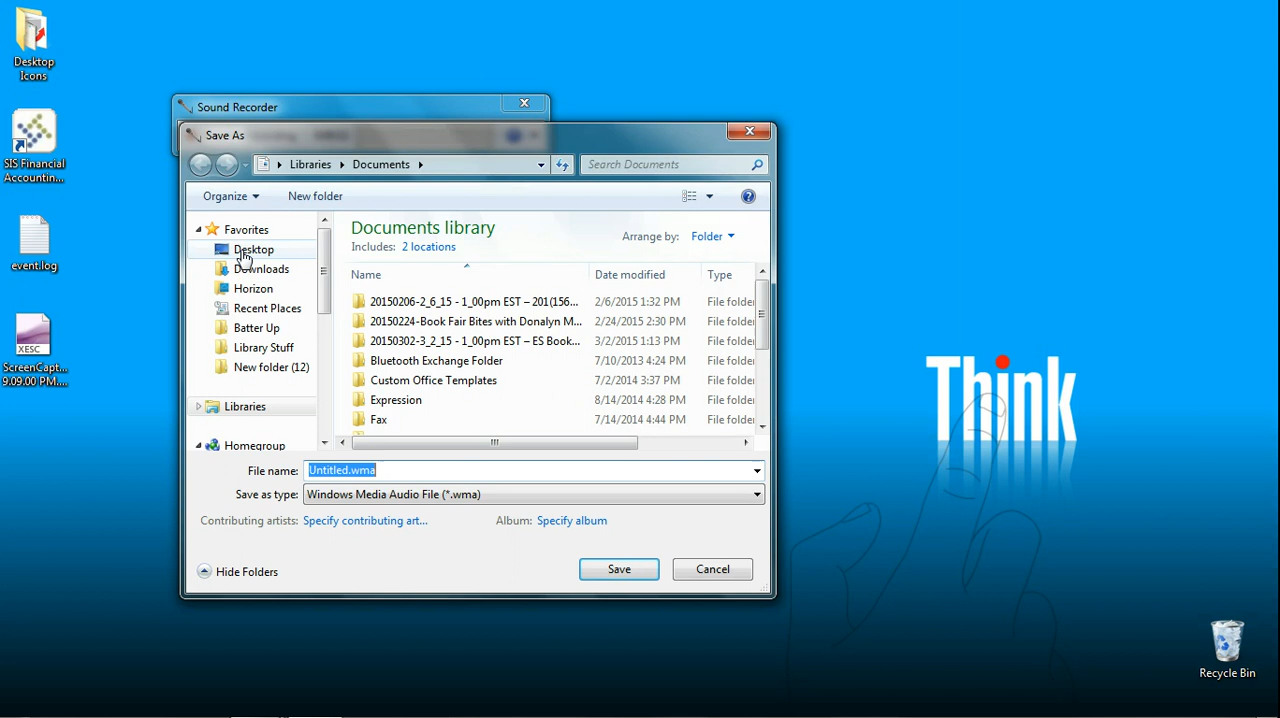 Desktop
Icons
SIS Financial
Accountin...
event.log
XESC
ScreenCapt...
9.09.00 PM....
Sound Recorder
Save As
Libraries
Documents
Search Documents
Organize
New folder
Favorites
Desktop
Downloads
Horizon
Recent Places
Batter Up
Library Stuff
New folder (12)
Libraries
Homegroup
Documents library
Includes: 2 locations
Arrange by: Folder
Name Date modified Type
20150206-2_6_15 - 1_00pm EST – 201(156... 2/6/2015 1:32 PM File folder
20150224-Book Fair Bites with Donalyn M... 2/24/2015 2:30 PM File folder
20150302-3_2_15 - 1_00pm EST – ES Book... 3/2/2015 1:13 PM File folder
Bluetooth Exchange Folder 7/10/2013 4:24 PM File folder
Custom Office Templates 7/2/2014 3:37 PM File folder
Expression 8/14/2014 4:28 PM File folder
Fax 7/14/2014 4:44 PM File folder
File name: Untitled.wma
Save as type: Windows Media Audio File (*.wma)
Contributing artists: Specify contributing art...
Album: Specify album
Hide Folders
Save
Cancel
Think
Recycle Bin